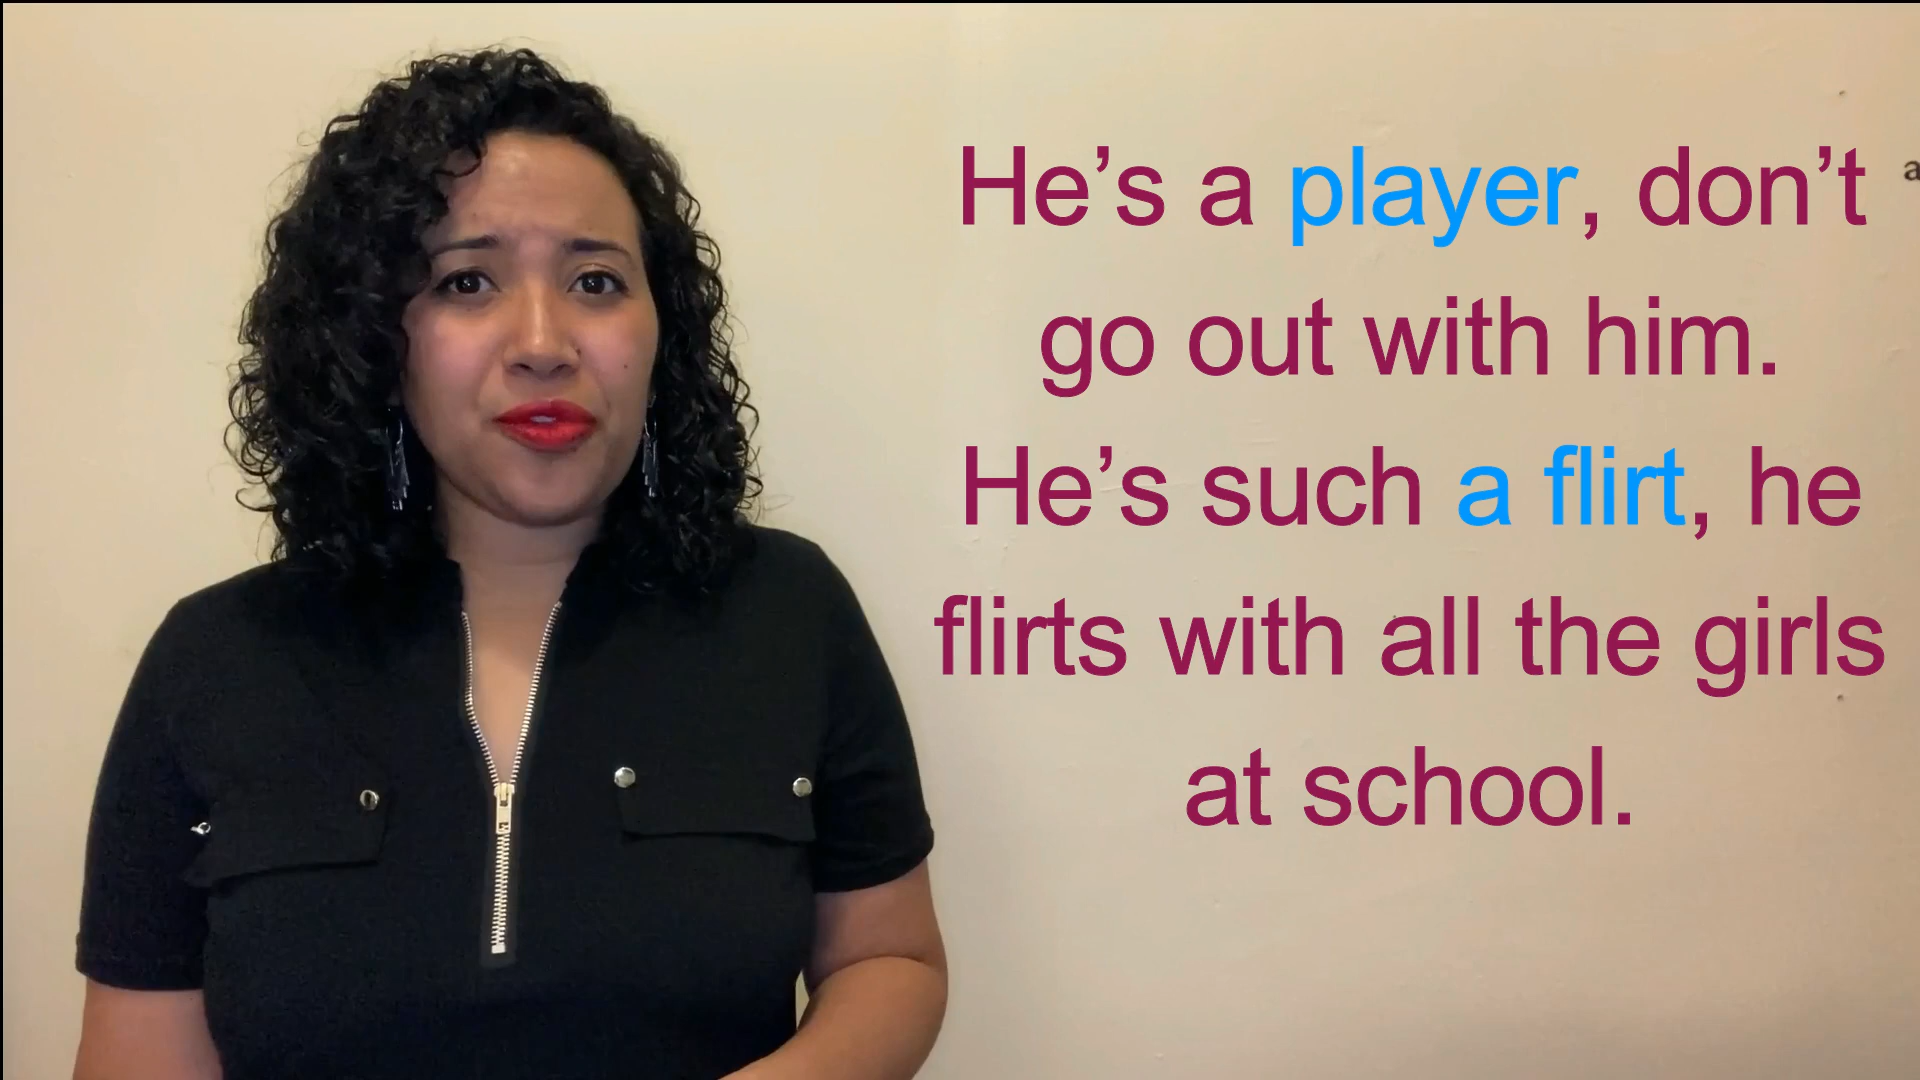 He’s a player, don’t
go out with him.
He’s such a flirt, he
flirts with all the girls
at school.
a